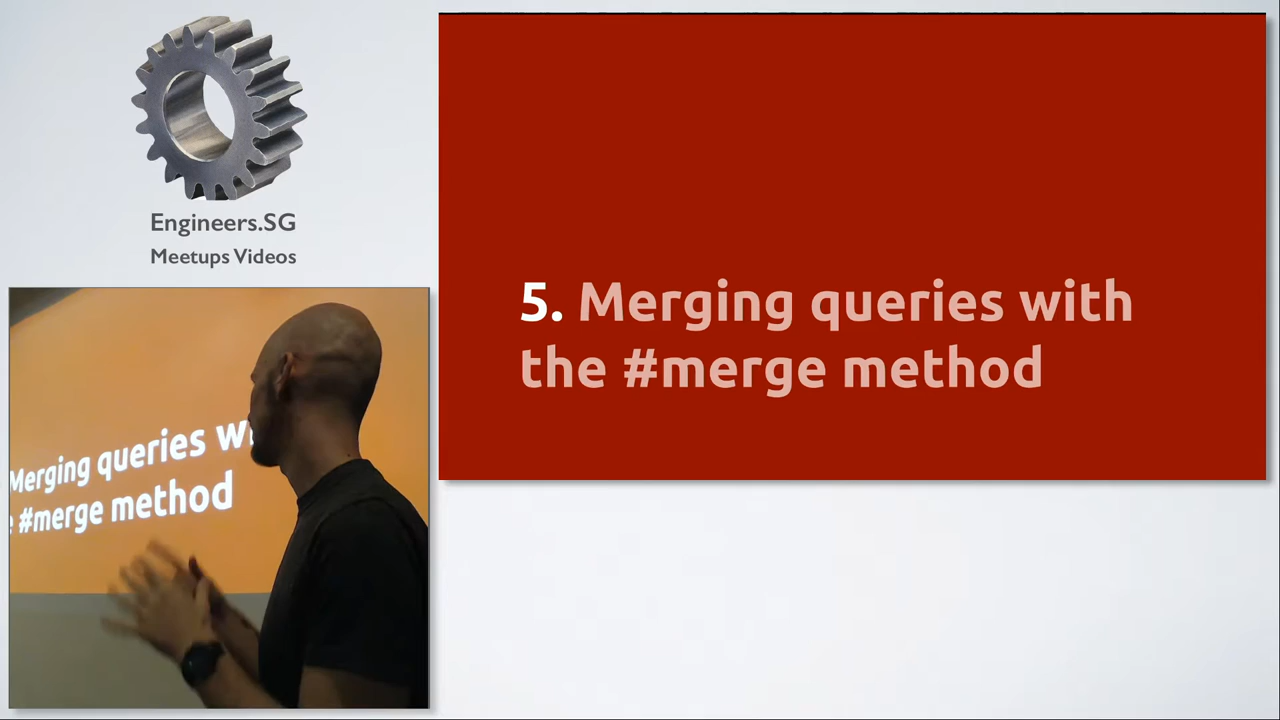 Engineers.SG
Meetups Videos
5. Merging queries with
the #merge method
Merging queries w
e #merge method